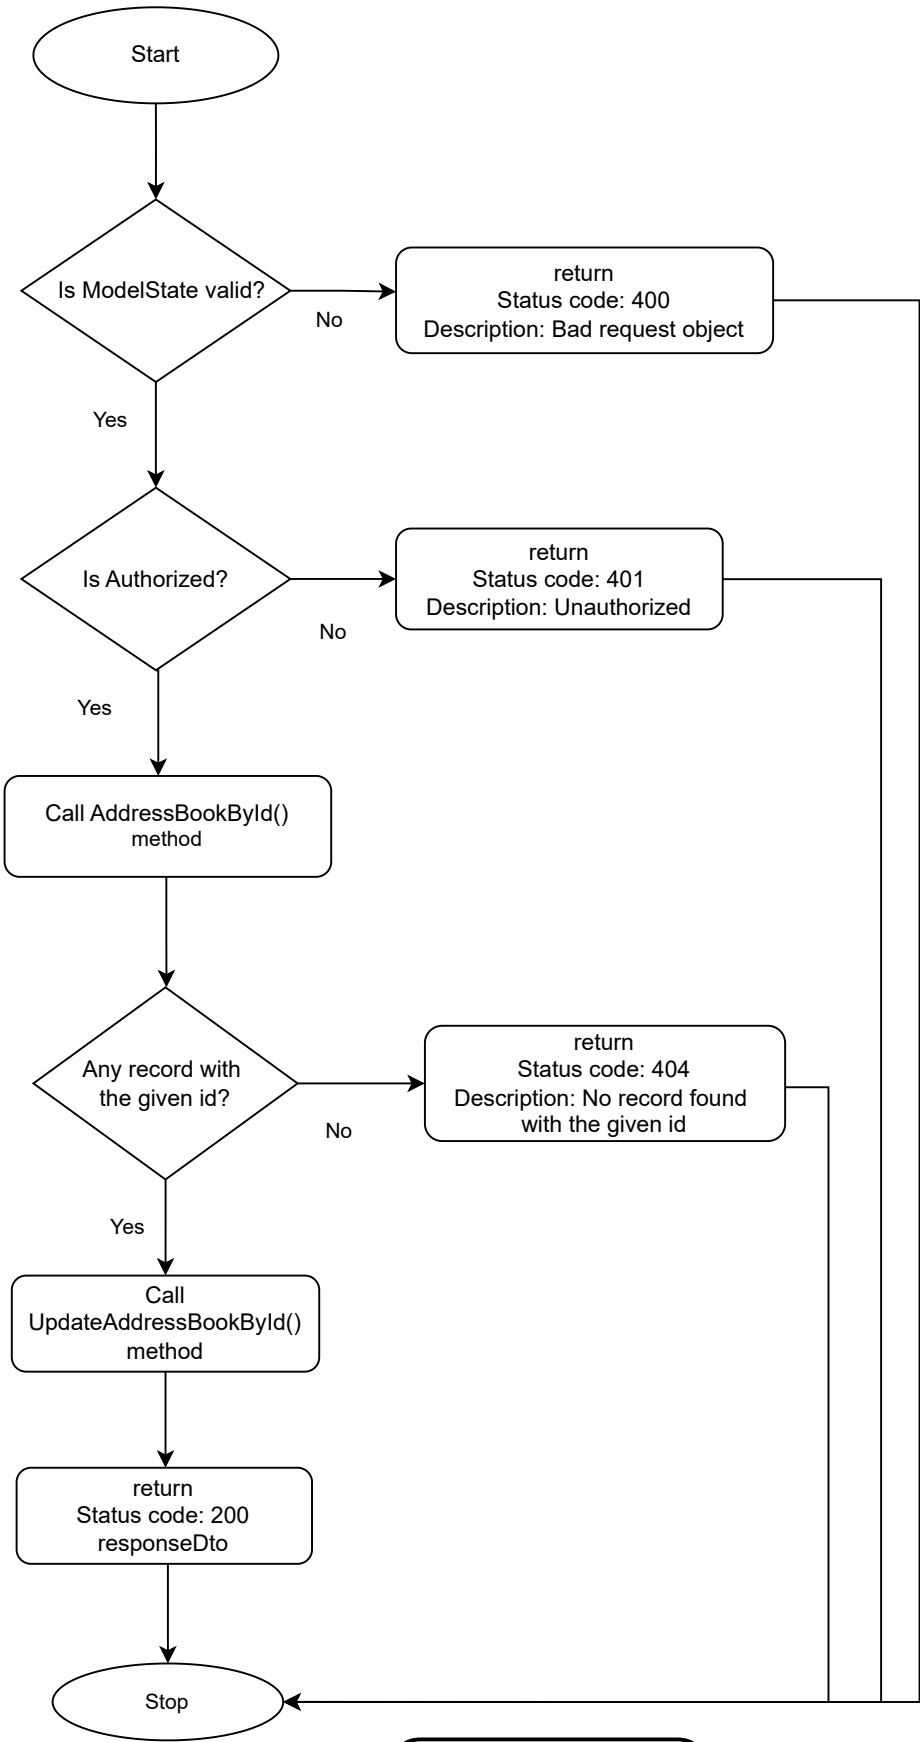 Start
Is ModelState valid?
No
return
Status code: 400
Description: Bad request object
Yes
Is Authorized?
No
return
Status code: 401
Description: Unauthorized
Yes
Call AddressBookById()
method
Any record with
the given id?
No
return
Status code: 404
Description: No record found
with the given id
Yes
Call
UpdateAddressBookById()
method
return
Status code: 200
responseDto
Stop